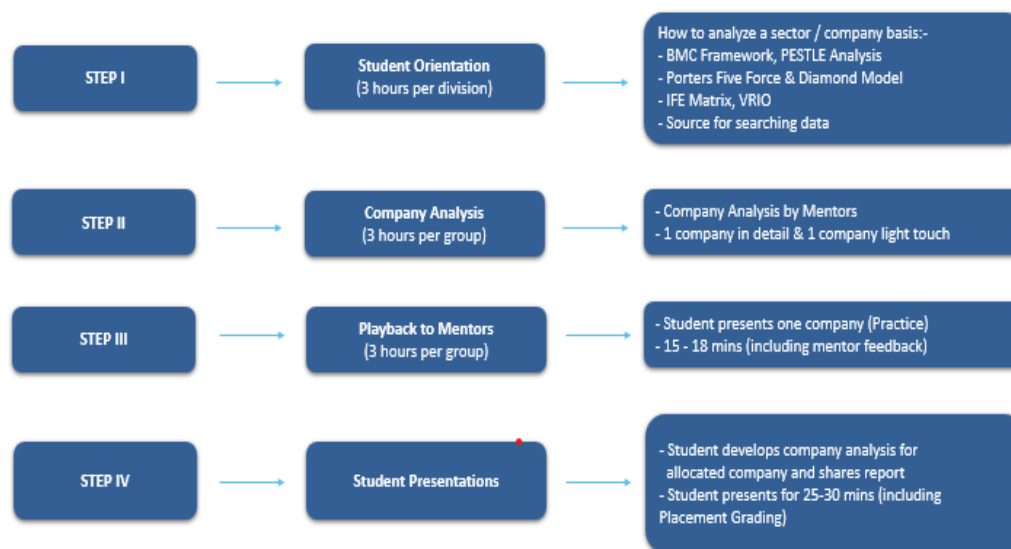 STEP I
Student Orientation
(3 hours per division)
How to analyze a sector / company basis:-
- BMC Framework, PESTLE Analysis
- Porters Five Force & Diamond Model
- IFE Matrix, VRIO
- Source for searching data
STEP II
Company Analysis
(3 hours per group)
- Company Analysis by Mentors
- 1 company in detail & 1 company light touch
STEP III
Playback to Mentors
(3 hours per group)
- Student presents one company (Practice)
- 15 - 18 mins (including mentor feedback)
STEP IV
Student Presentations
- Student develops company analysis for
allocated company and shares report
- Student presents for 25-30 mins (including
Placement Grading)